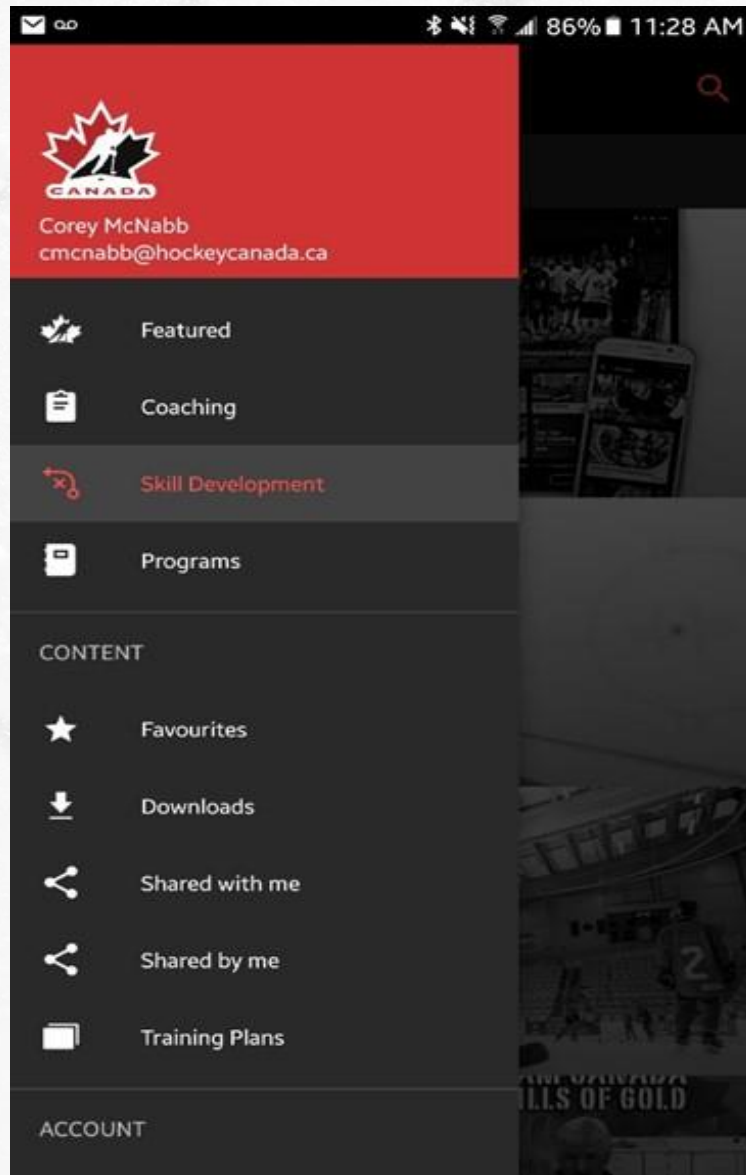 86% 11:28 AM
CANADA
Corey McNabb
cmcnabb@hockeycanada.ca
Featured
Coaching
Skill Development
Programs
CONTENT
Favourites
Downloads
Shared with me
Shared by me
2
Training Plans
ILLS OF GOLD
ACCOUNT